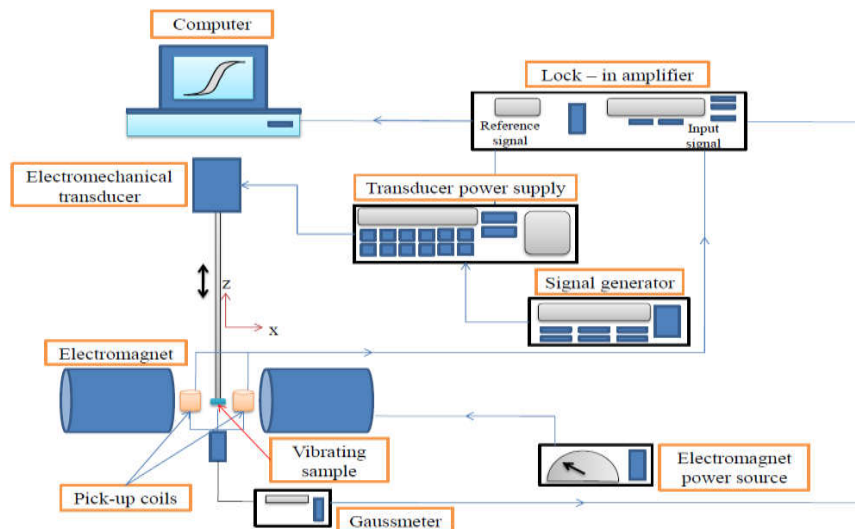 Computer
Lock – in amplifier
Reference
signal
Input
signal
Electromechanical
transducer
Transducer power supply
Signal generator
z
x
Electromagnet
Vibrating
sample
Pick-up coils
Electromagnet
power source
Gaussmeter